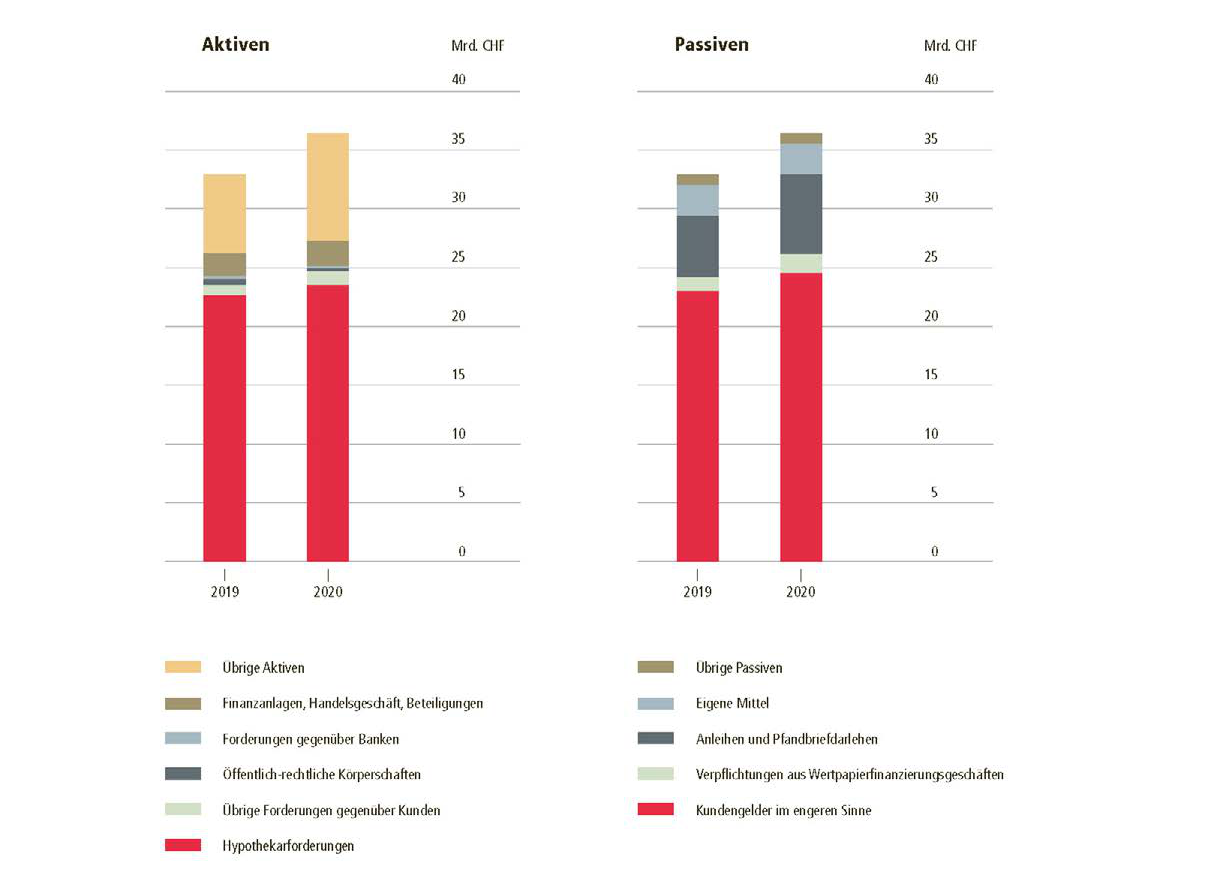 Aktiven
Mrd. CHF
40
35
30
25
20
15
10
5
0
2019
2020
Übrige Aktiven
Finanzanlagen, Handelsgeschäft, Beteiligungen
Forderungen gegenüber Banken
Öffentlich-rechtliche Körperschaften
Übrige Forderungen gegenüber Kunden
Hypothekarforderungen
Passiven
Mrd. CHF
40
35
30
25
20
15
10
5
0
2019
2020
Übrige Passiven
Eigene Mittel
Anleihen und Pfandbriefdarlehen
Verpflichtungen aus Wertpapierfinanzierungsgeschäften
Kundengelder im engeren Sinne